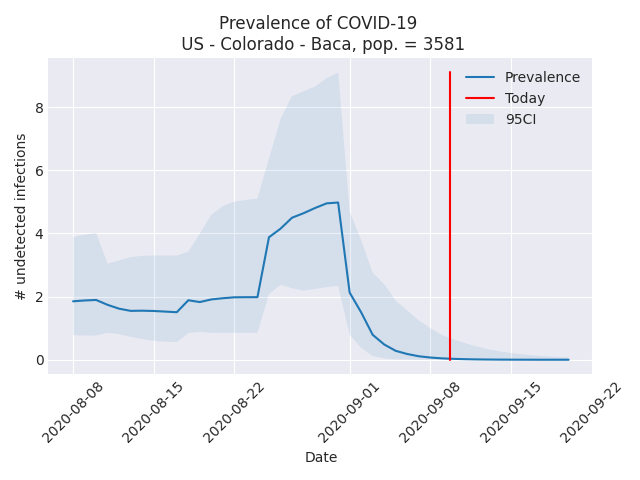 Prevalence of COVID-19
US - Colorado - Baca, pop. = 3581
Prevalence
Today
95CI
# undetected infections
8
6
4
2
0
2020-08-08
2020-08-15
2020-08-22
2020-09-01
2020-09-08
2020-09-15
2020-09-22
Date